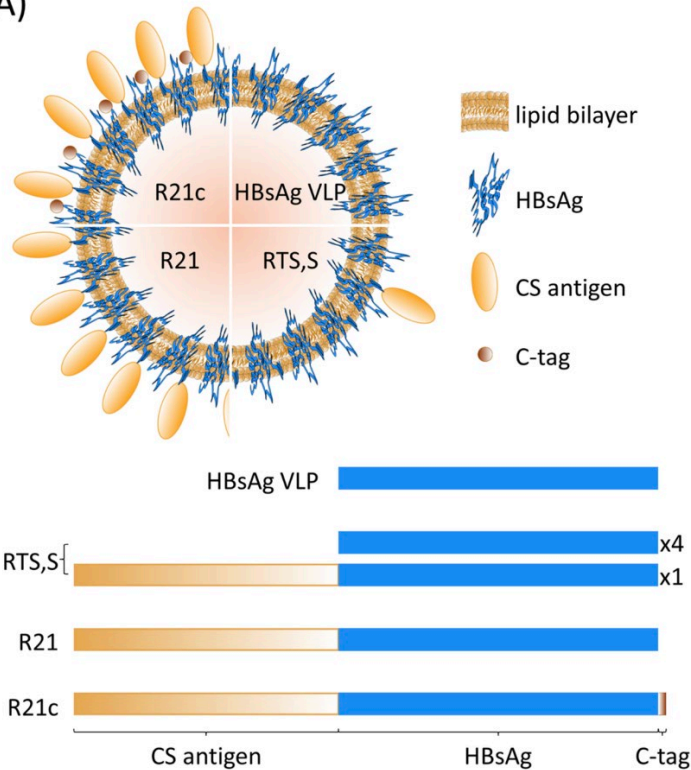 A)
R21c HBsAg VLP
R21 RTS,S
lipid bilayer
HBsAg
CS antigen
C-tag
HBsAg VLP
x4
RTS,S
x1
R21
R21c
CS antigen HBsAg C-tag